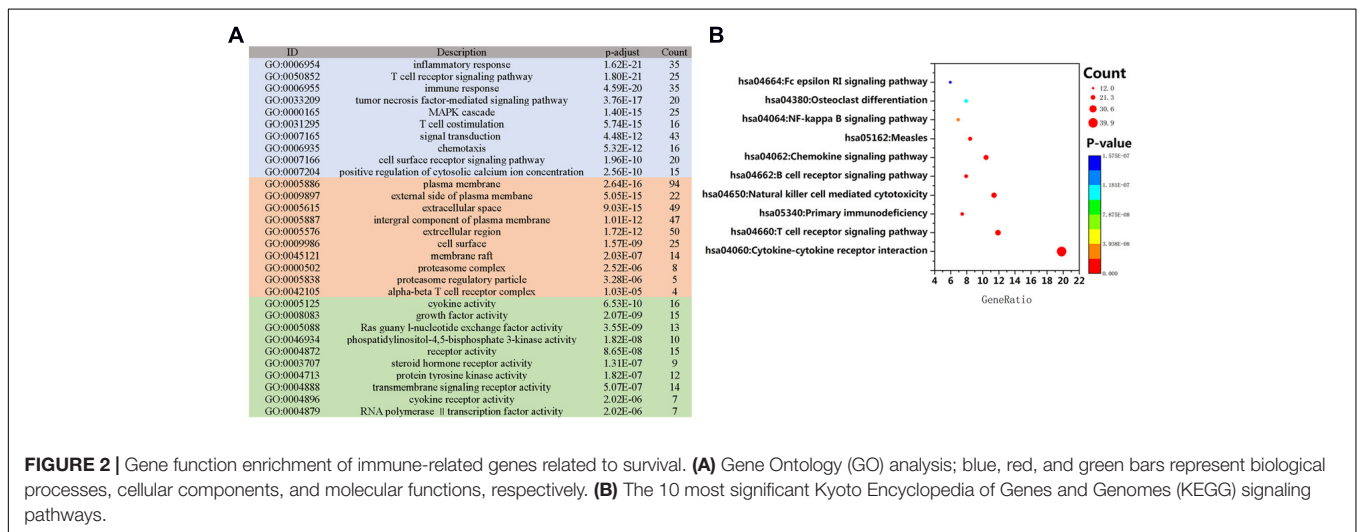 A
ID Description p-adjust Count
GO:0006954 inflammatory response 1.62E-21 35
GO:0050852 T cell receptor signaling pathway 1.80E-21 25
GO:0006955 immune response 4.59E-20 35
GO:0033209 tumor necrosis factor-mediated signaling pathway 3.76E-17 20
GO:0000165 MAPK cascade 1.40E-15 25
GO:0031295 T cell costimulation 5.74E-15 16
GO:0007165 signal transduction 4.48E-12 43
GO:0006935 chemotaxis 5.32E-12 16
GO:0007166 cell surface receptor signaling pathway 1.96E-10 20
GO:0007204 positive regulation of cytosolic calcium ion concentration 2.56E-10 15
GO:0005886 plasma membrane 2.64E-16 94
GO:0009897 external side of plasma membane 5.05E-15 22
GO:0005615 extracellular space 9.03E-15 49
GO:0005887 intergral component of plasma membrane 1.01E-12 47
GO:0005576 extrcellular region 1.72E-12 50
GO:0009986 cell surface 1.57E-09 25
GO:0045121 membrane raft 2.03E-07 14
GO:0000502 proteasome complex 2.52E-06 8
GO:0005838 proteasome regulatory particle 3.28E-06 5
GO:0042105 alpha-beta T cell receptor complex 1.03E-05 4
GO:0005125 cyokine activity 6.53E-10 16
GO:0008083 growth factor activity 2.07E-09 15
GO:0005088 Ras guany l-nucleotide exchange factor activity 3.55E-09 13
GO:0046934 phospatidylinositol-4,5-bisphosphate 3-kinase activity 1.82E-08 10
GO:0004872 receptor activity 8.65E-08 15
GO:0003707 steroid hormone receptor activity 1.31E-07 9
GO:0004713 protein tyrosine kinase activity 1.82E-07 12
GO:0004888 transmembrane signaling receptor activity 5.07E-07 14
GO:0004896 cyokine receptor activity 2.02E-06 7
GO:0004879 RNA polymerase II transcription factor activity 2.02E-06 7
B
hsa04664:Fc epsilon RI signaling pathway
hsa04380:Osteoclast differentiation
hsa04064:NF-kappa B signaling pathway
hsa05162:Measles
hsa04062:Chemokine signaling pathway
hsa04662:B cell receptor signaling pathway
hsa04650:Natural killer cell mediated cytotoxicity
hsa05340:Primary immunodeficiency
hsa04660:T cell receptor signaling pathway
hsa04060:Cytokine-cytokine receptor interaction
4 6 8 10 12 14 16 18 20 22
GeneRatio
Count
12.0
21.3
30.6
39.9
P-value
1.575E-07
1.181E-07
7.875E-08
3.938E-08
0.000
FIGURE 2 | Gene function enrichment of immune-related genes related to survival. (A) Gene Ontology (GO) analysis; blue, red, and green bars represent biological
processes, cellular components, and molecular functions, respectively. (B) The 10 most significant Kyoto Encyclopedia of Genes and Genomes (KEGG) signaling
pathways.